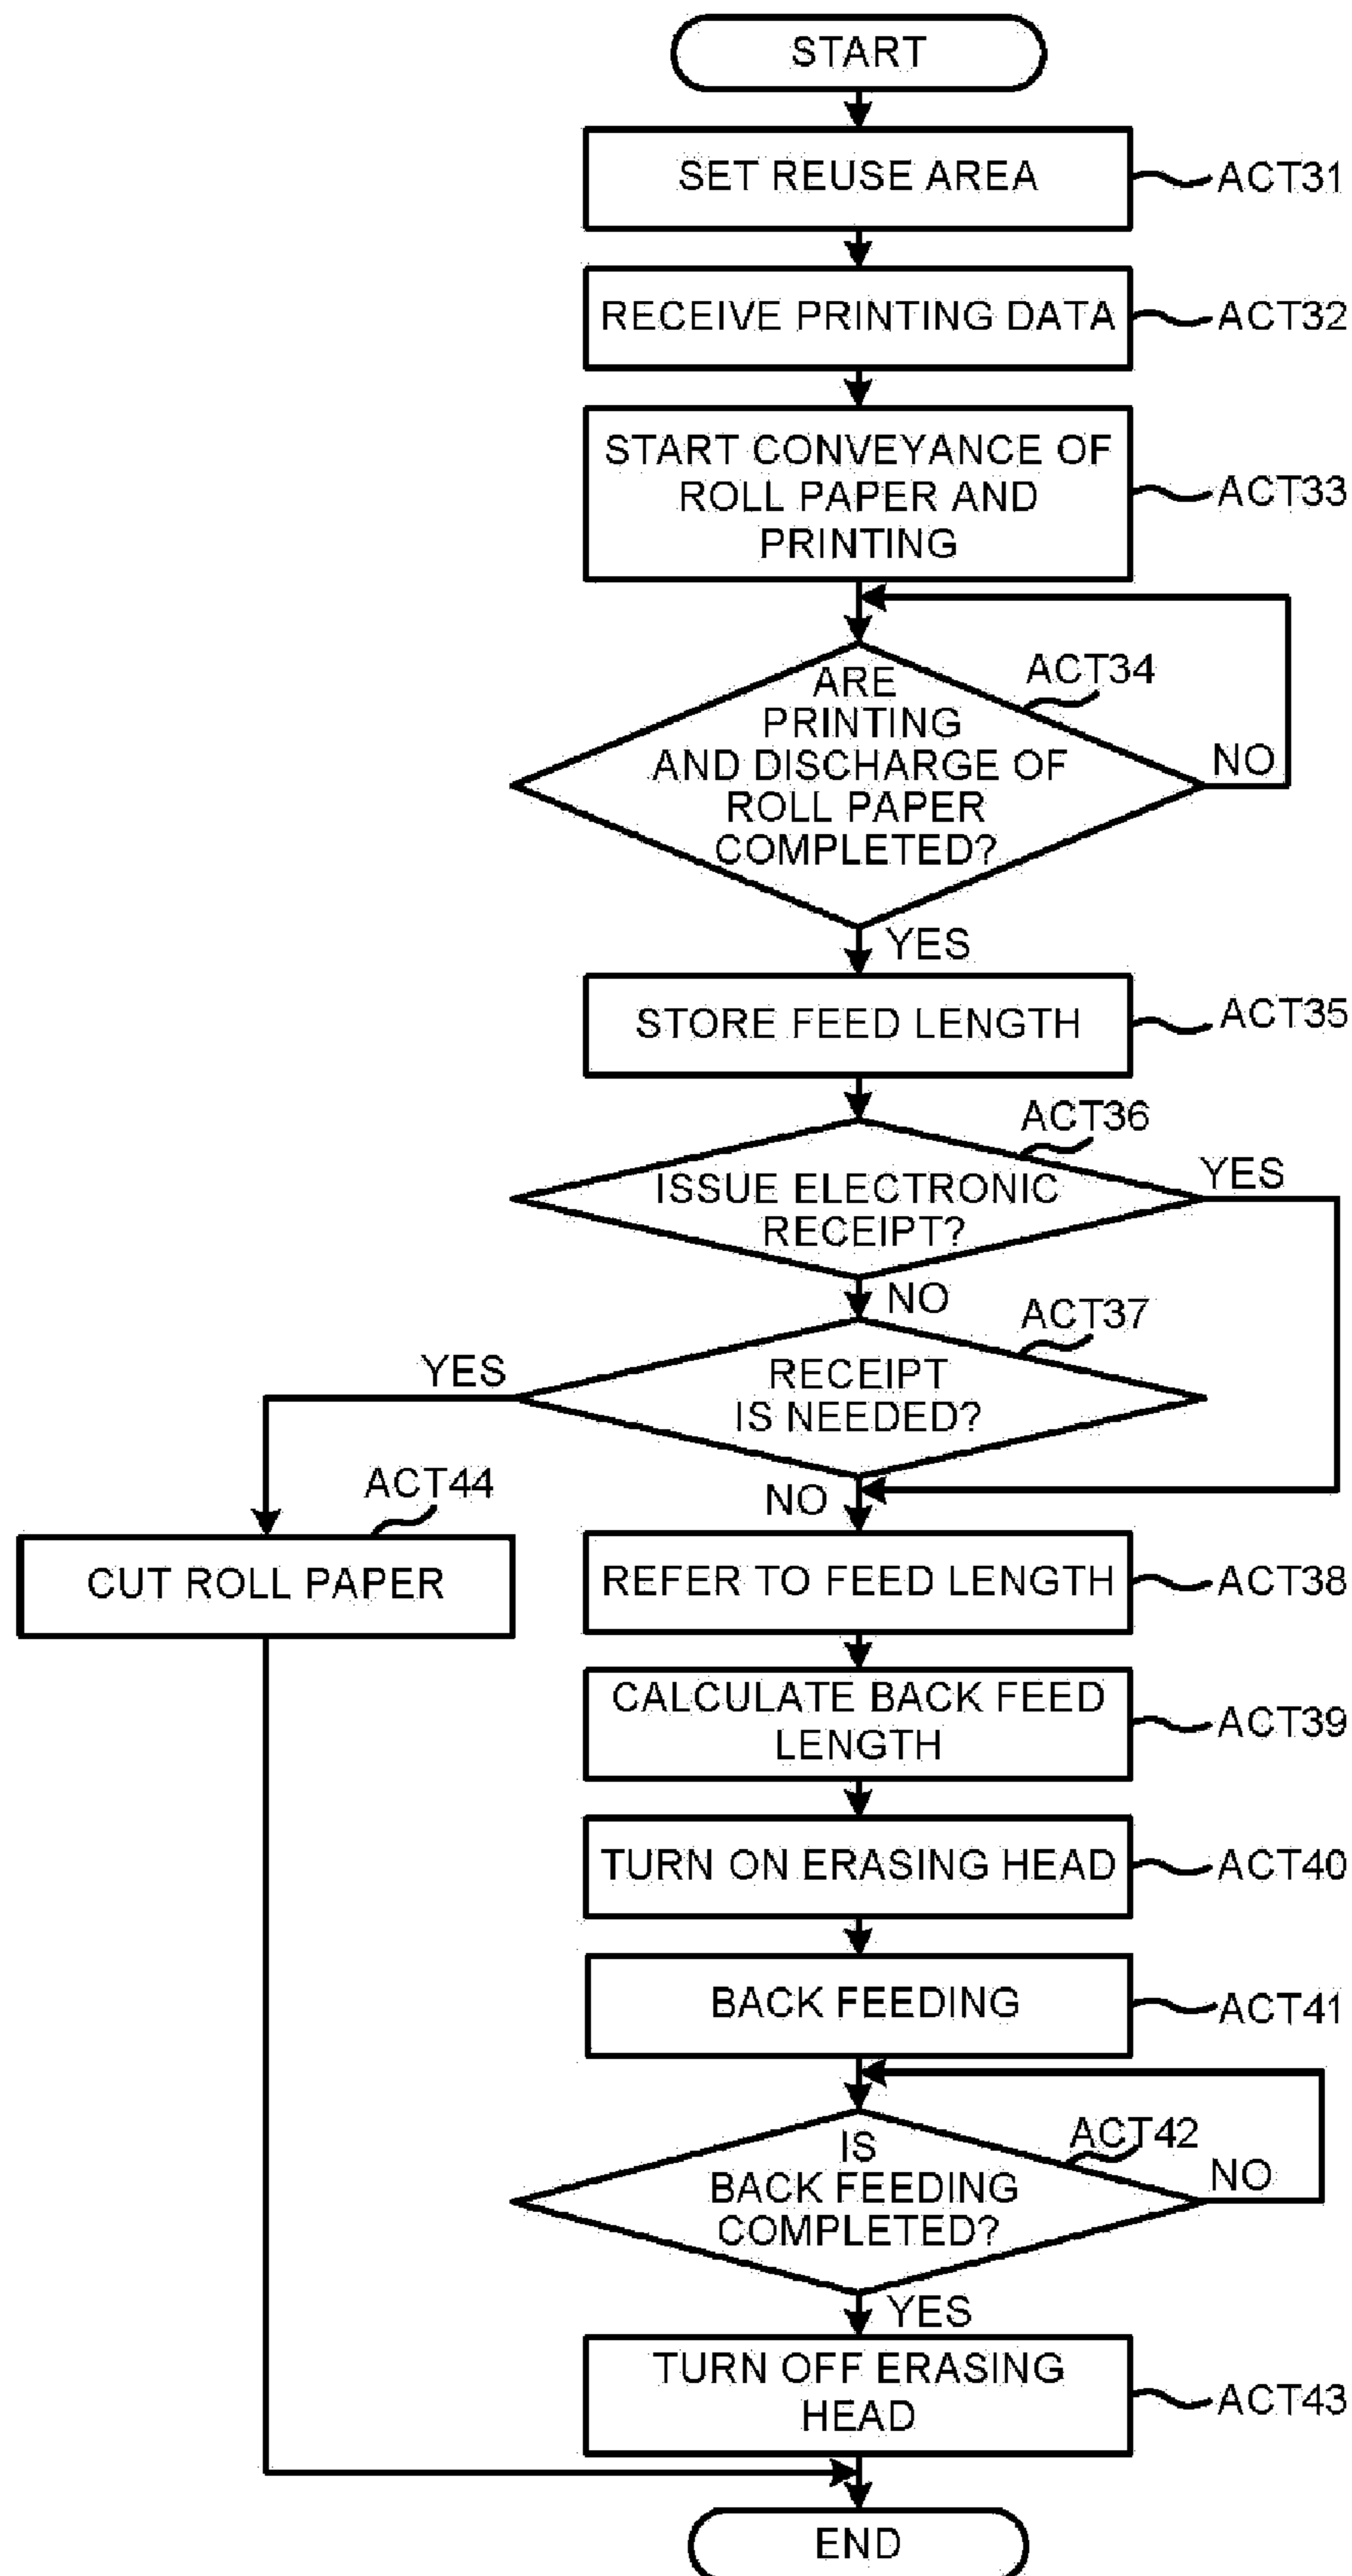 START
SET REUSE AREA
ACT31
RECEIVE PRINTING DATA
ACT32
START CONVEYANCE OF
ROLL PAPER AND
PRINTING
ACT33
ACT34
ARE
PRINTING
AND DISCHARGE OF
ROLL PAPER
COMPLETED?
NO
YES
STORE FEED LENGTH
ACT35
ACT36
ISSUE ELECTRONIC
RECEIPT?
YES
NO
ACT37
RECEIPT
IS NEEDED?
YES
NO
ACT44
CUT ROLL PAPER
REFER TO FEED LENGTH
ACT38
CALCULATE BACK FEED
LENGTH
ACT39
TURN ON ERASING HEAD
ACT40
BACK FEEDING
ACT41
ACT42
IS
BACK FEEDING
COMPLETED?
NO
YES
TURN OFF ERASING
HEAD
ACT43
END